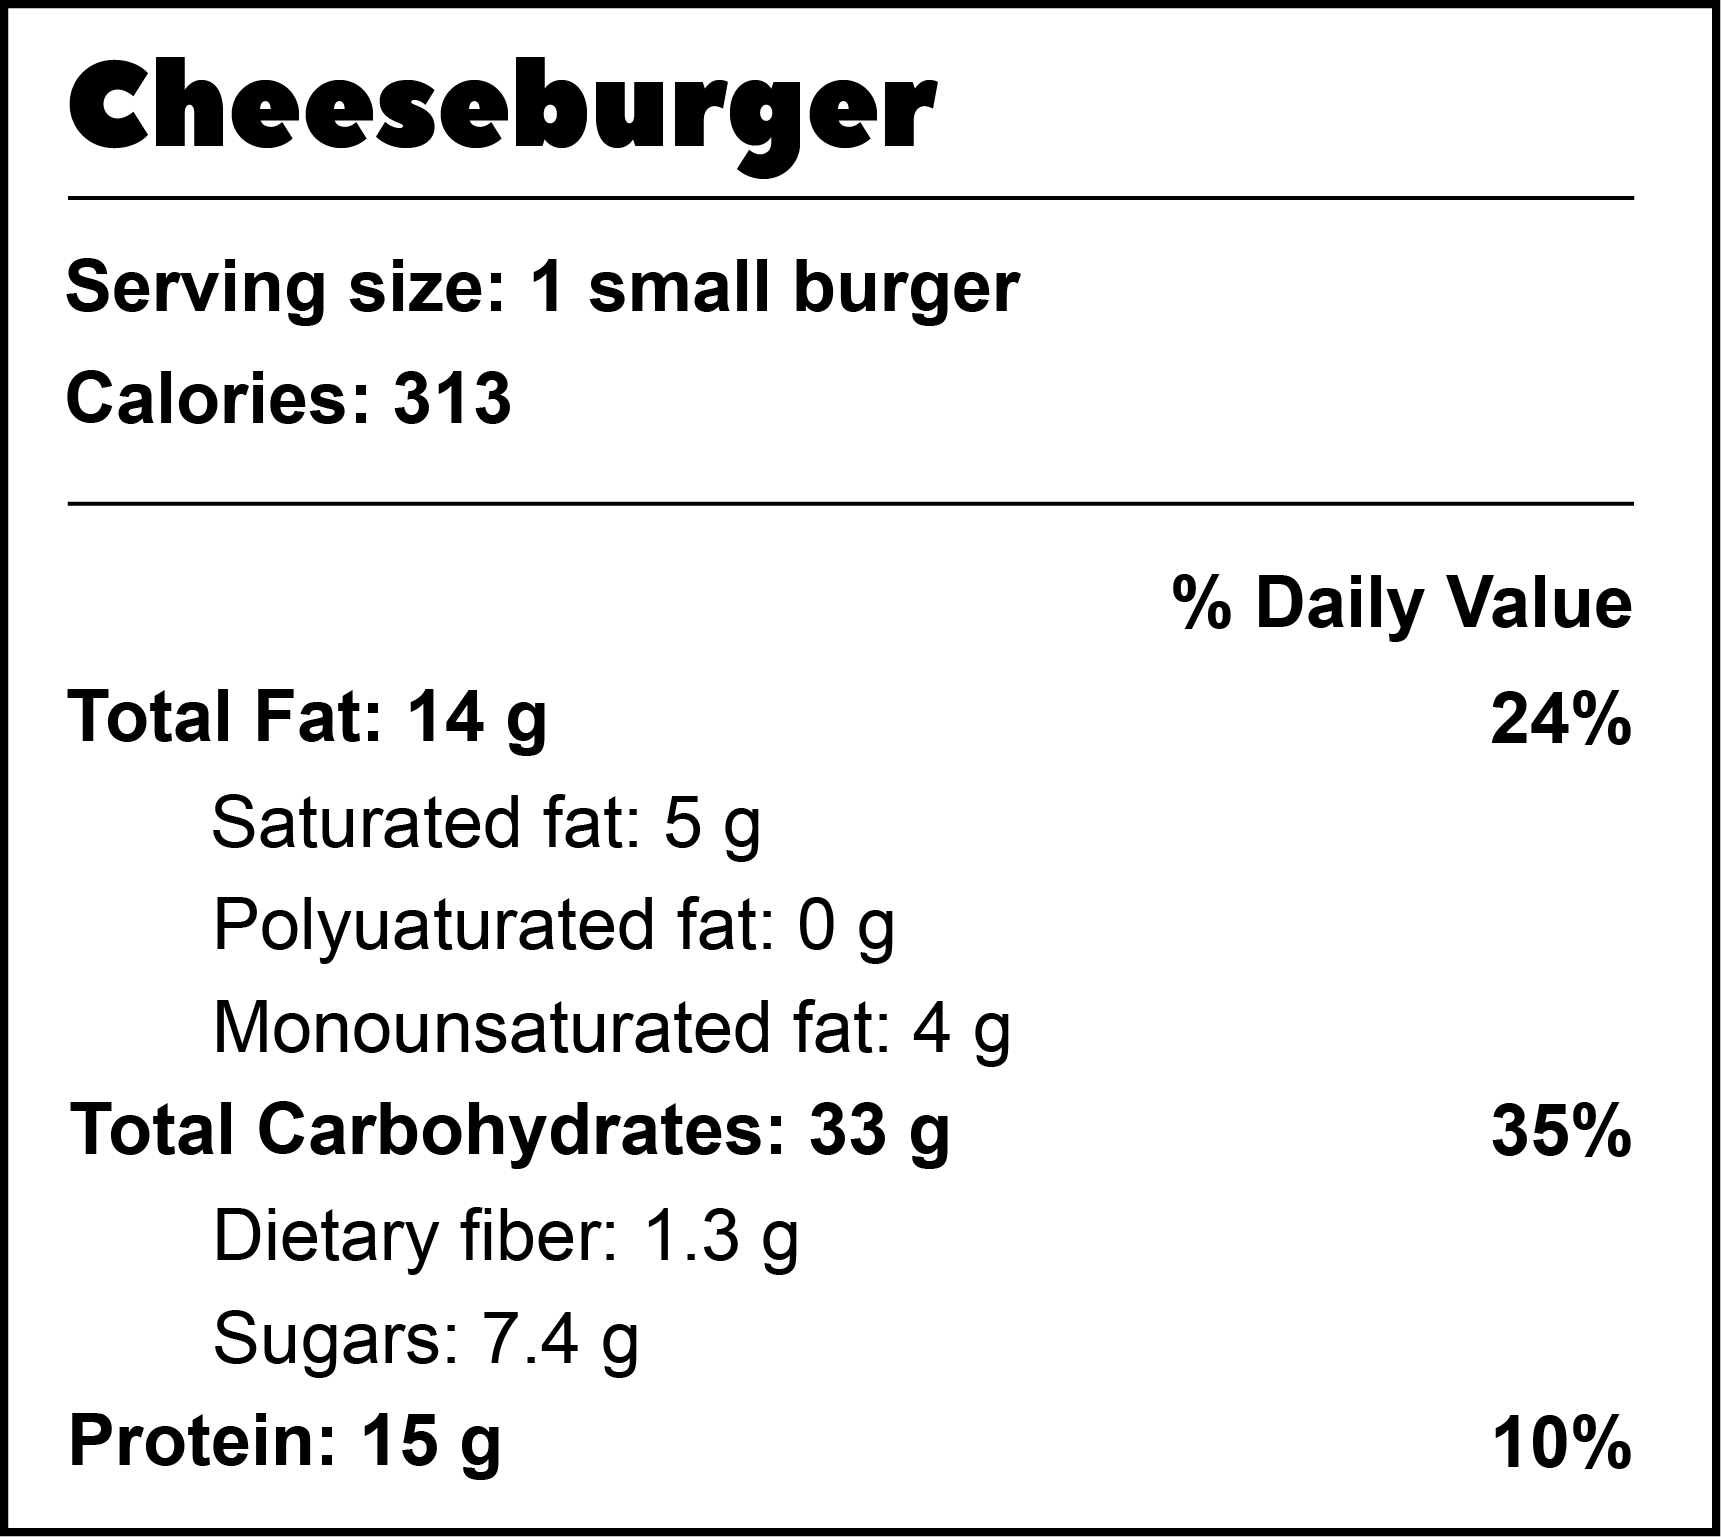 Cheeseburger
Serving size: 1 small burger
Calories: 313
% Daily Value
Total Fat: 14 g 24%
Saturated fat: 5 g
Polyuaturated fat: 0 g
Monounsaturated fat: 4 g
Total Carbohydrates: 33 g 35%
Dietary fiber: 1.3 g
Sugars: 7.4 g
Protein: 15 g 10%